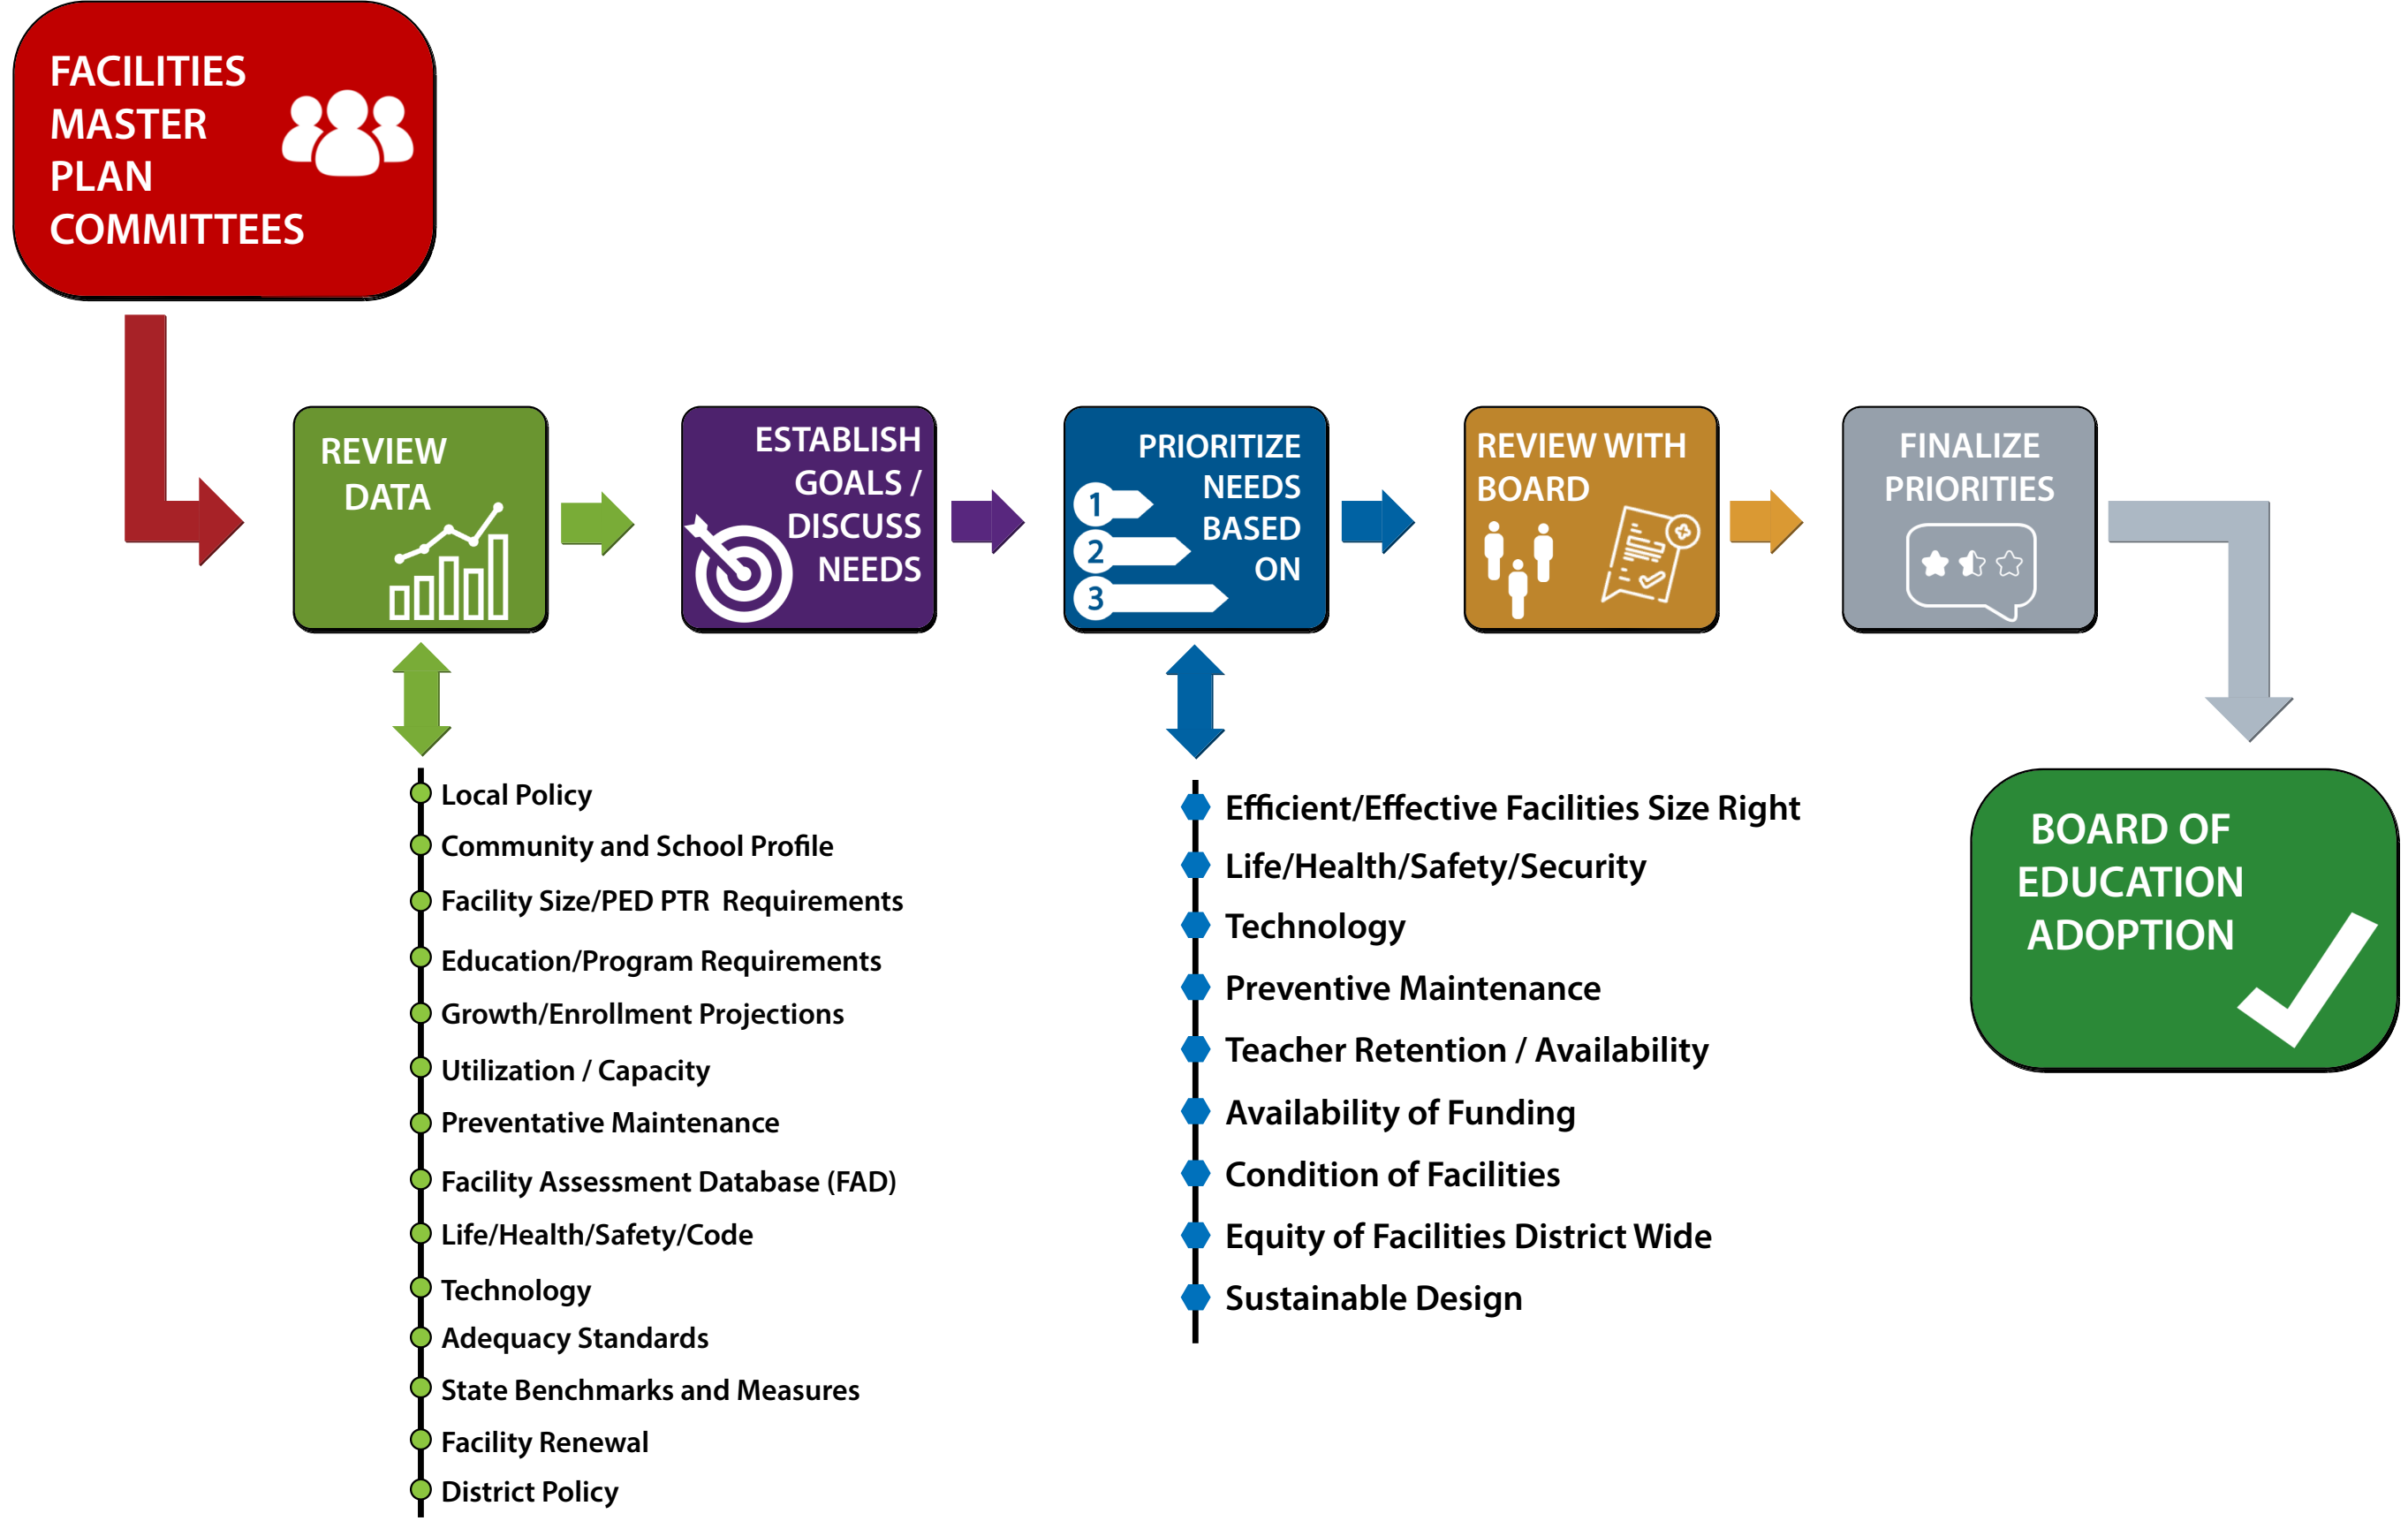 FACILITIES
MASTER
PLAN
COMMITTEES
REVIEW
DATA
ESTABLISH
GOALS /
DISCUSS
NEEDS
PRIORITIZE
NEEDS
BASED
ON
1
2
3
REVIEW WITH
BOARD
FINALIZE
PRIORITIES
Local Policy
Community and School Profile
Facility Size/PED PTR  Requirements
Education/Program Requirements
Growth/Enrollment Projections
Utilization / Capacity
Preventative Maintenance
Facility Assessment Database (FAD)
Life/Health/Safety/Code
Technology
Adequacy Standards
State Benchmarks and Measures
Facility Renewal
District Policy
Efficient/Effective Facilities Size Right
Life/Health/Safety/Security
Technology
Preventive Maintenance
Teacher Retention / Availability
Availability of Funding
Condition of Facilities
Equity of Facilities District Wide
Sustainable Design
BOARD OF
EDUCATION
ADOPTION